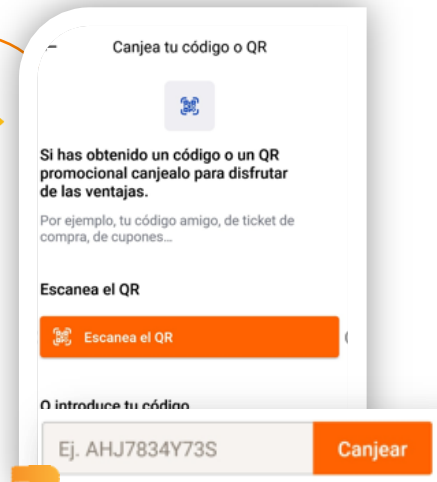 Canjea tu código o QR
Si has obtenido un código o un QR
promocional canjealo para disfrutar
de las ventajas.
Por ejemplo, tu código amigo, de ticket de
compra, de cupones...
Escanea el QR
Escanea el QR
O introduce tu código
Ej. AHJ7834Y73S
Canjear